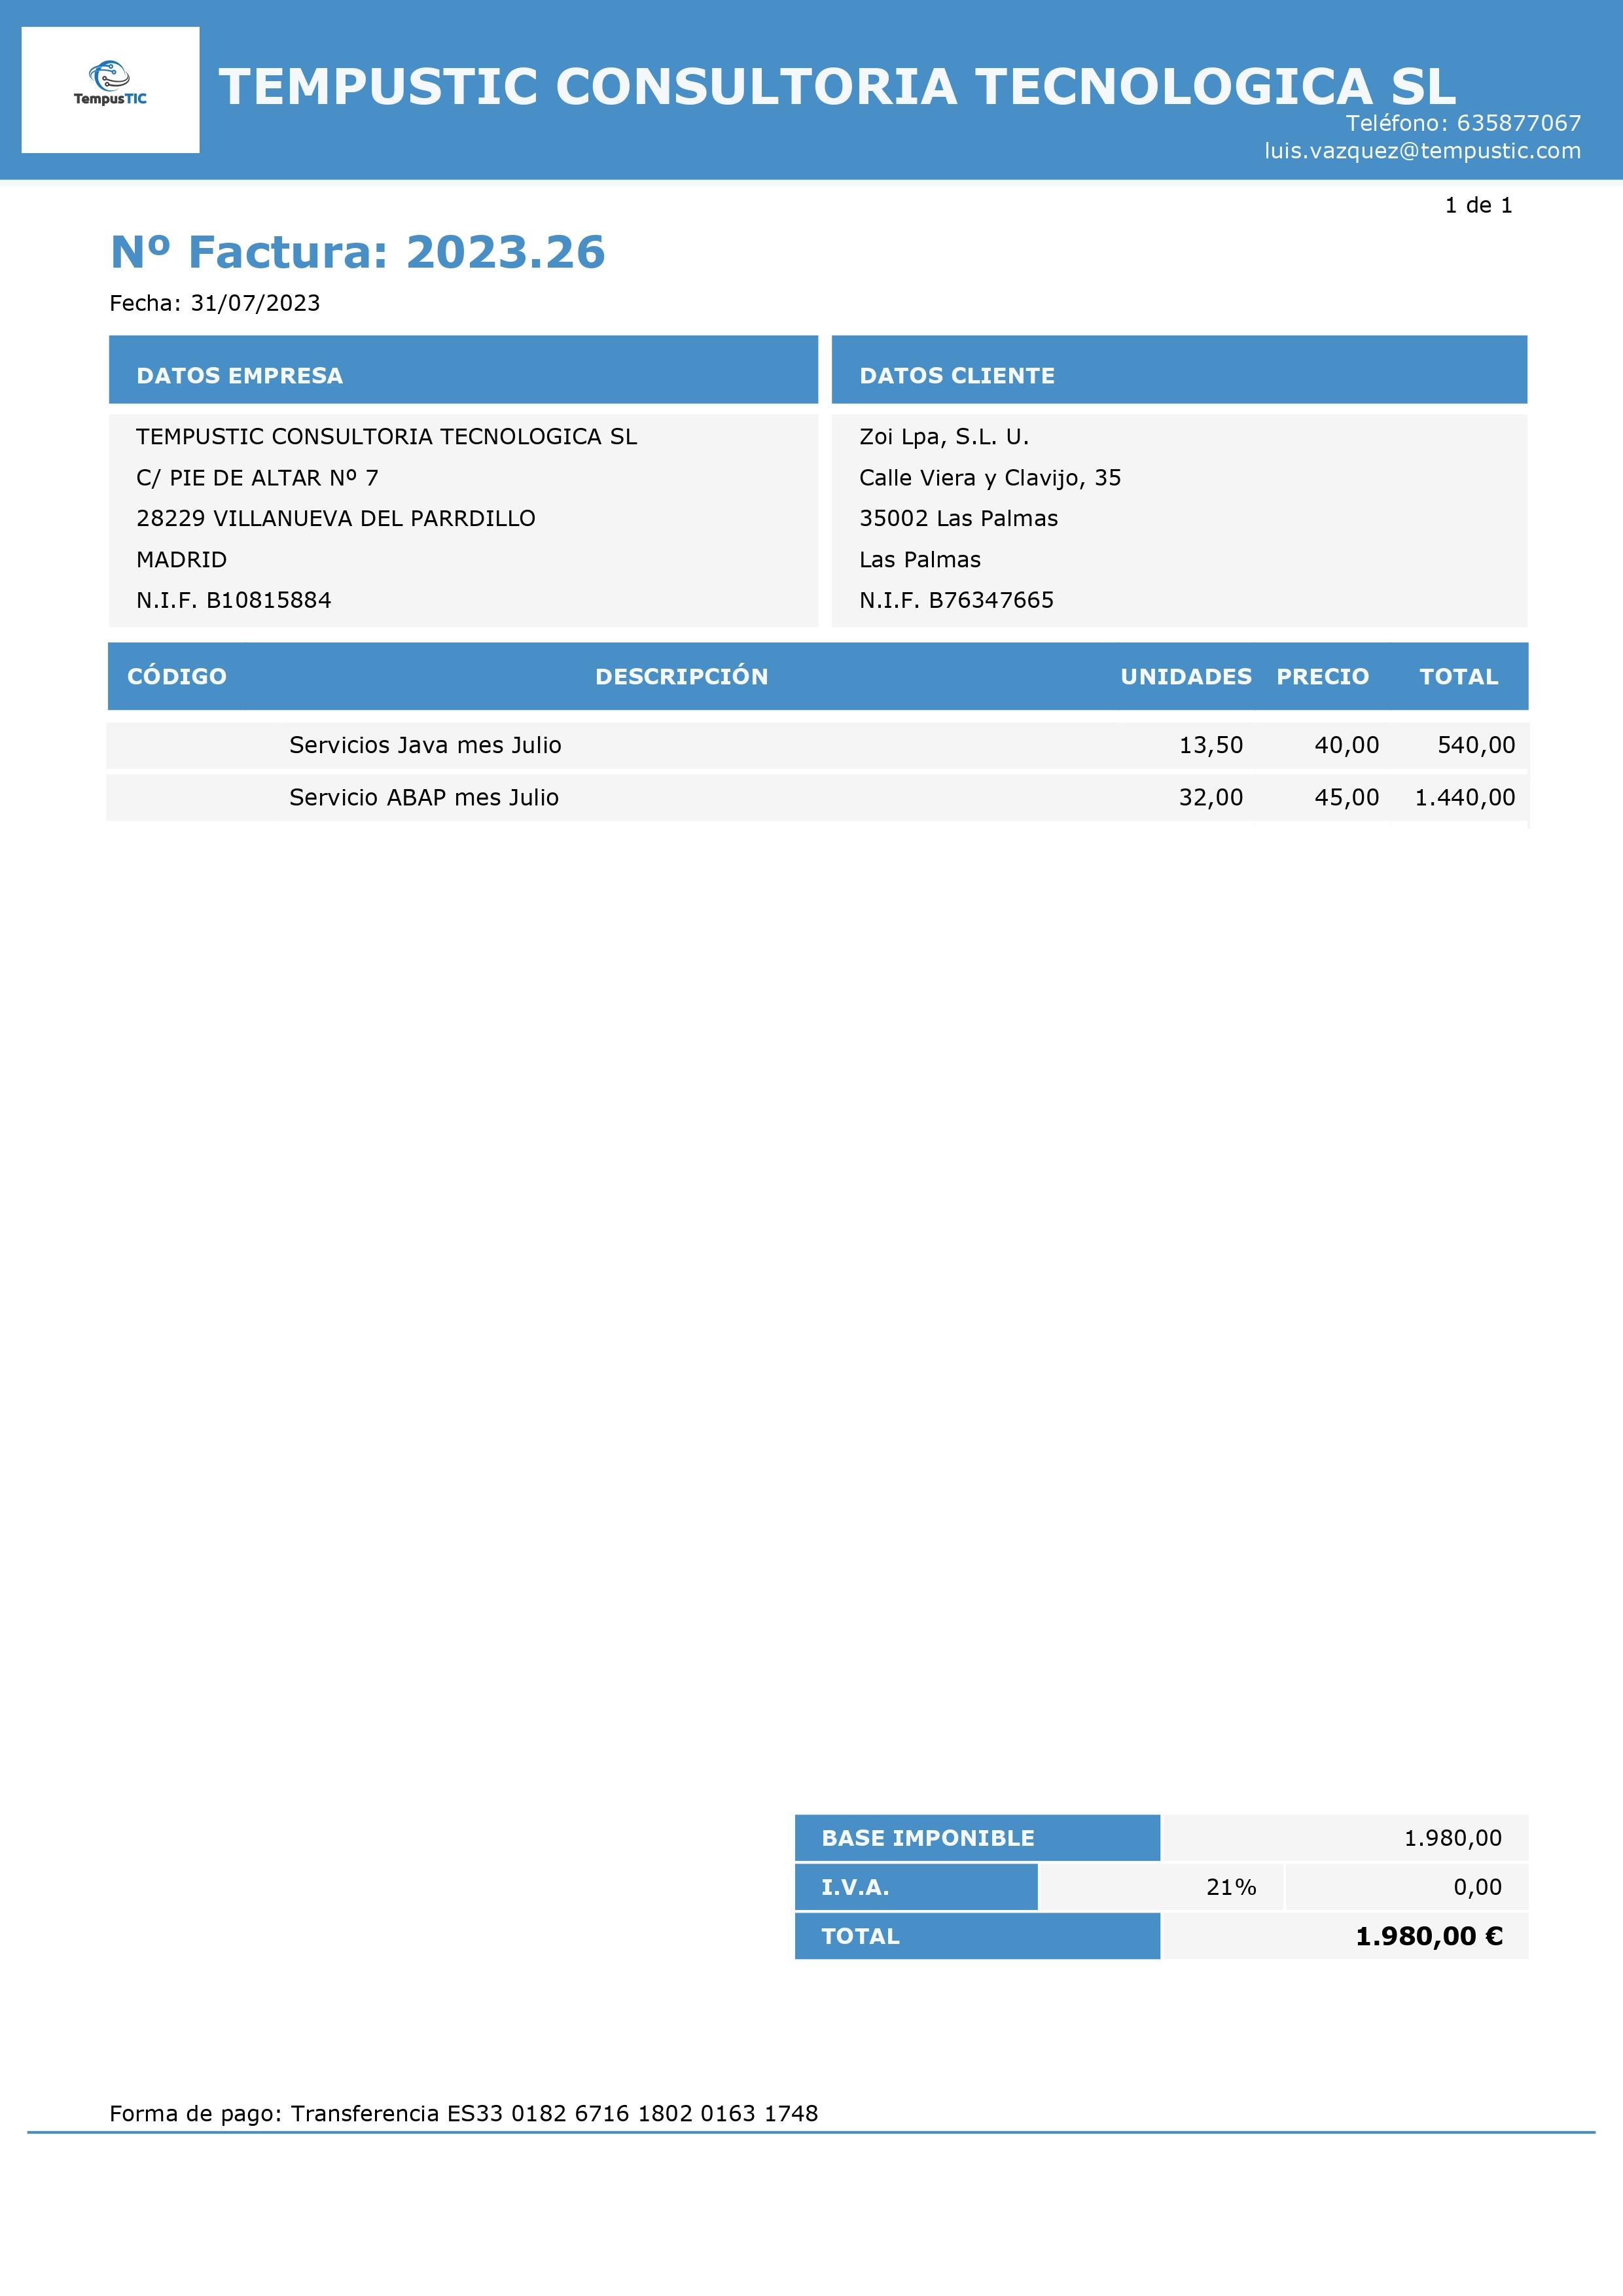 TempusTIC
TEMPUSTIC CONSULTORIA TECNOLOGICA SL
Teléfono: 635877067
luis.vazquez@tempustic.com
1 de 1
Nº Factura: 2023.26
Fecha: 31/07/2023
DATOS EMPRESA
TEMPUSTIC CONSULTORIA TECNOLOGICA SL
C/ PIE DE ALTAR Nº 7
28229 VILLANUEVA DEL PARRDILLO
MADRID
N.I.F. B10815884
DATOS CLIENTE
Zoi Lpa, S.L. U.
Calle Viera y Clavijo, 35
35002 Las Palmas
Las Palmas
N.I.F. B76347665
CÓDIGO DESCRIPCIÓN UNIDADES PRECIO TOTAL
Servicios Java mes Julio 13,50 40,00 540,00
Servicio ABAP mes Julio 32,00 45,00 1.440,00
BASE IMPONIBLE 1.980,00
I.V.A. 21% 0,00
TOTAL 1.980,00 €
Forma de pago: Transferencia ES33 0182 6716 1802 0163 1748